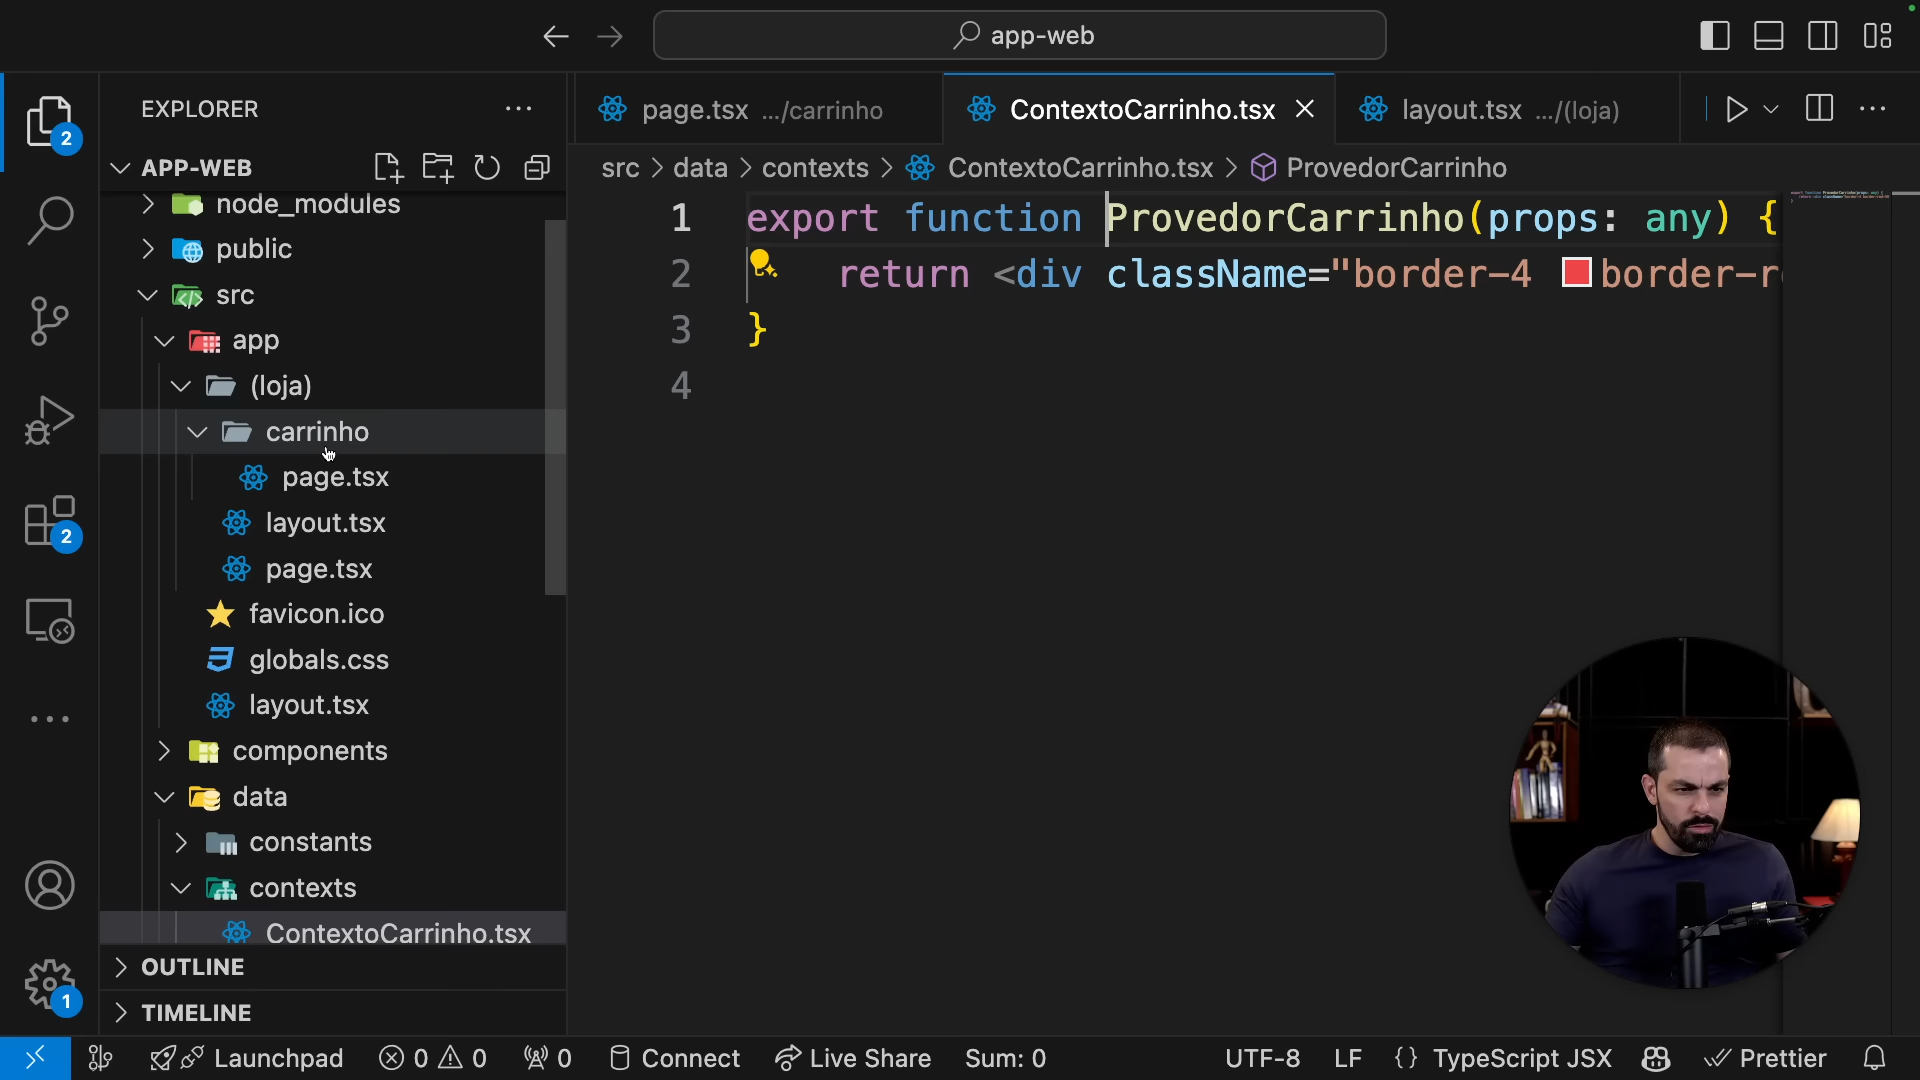 app-web
EXPLORER
page.tsx .../carrinho
ContextoCarrinho.tsx
layout.tsx .../(loja)
2
APP-WEB
src > data > contexts > ContextoCarrinho.tsx > ProvedorCarrinho
node_modules
public
src
app
(loja)
carrinho
page.tsx
layout.tsx
page.tsx
favicon.ico
globals.css
layout.tsx
components
data
constants
contexts
ContextoCarrinho.tsx
OUTLINE
TIMELINE
2
1
1 export function ProvedorCarrinho(props: any) {
2 return <div className="border-4 border-r
3 }
4
Launchpad 0 0 0 Connect Live Share Sum: 0 UTF-8 LF {} TypeScript JSX Prettier